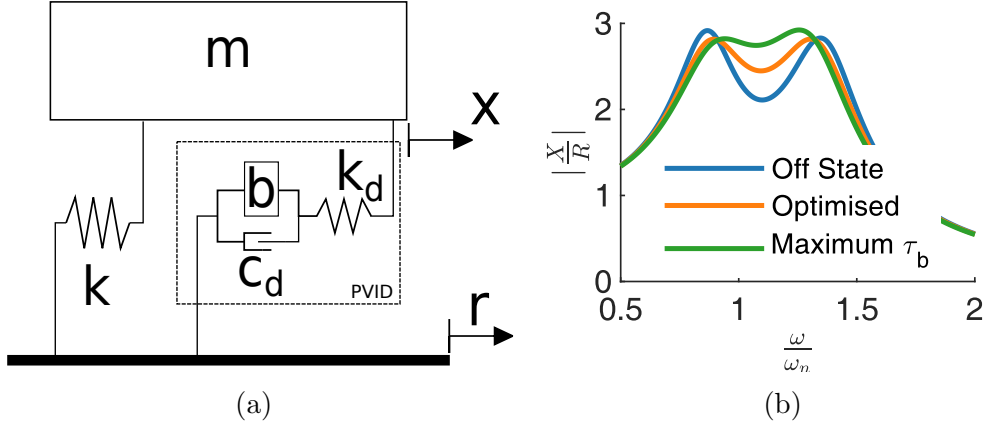 m
x
b
k_d
k
c_d
PVID
r
(a)
3
2
1
0
|X/R|
Off State
Optimised
Maximum τ_b
0.5
1
1.5
2
ω/ω_n
(b)